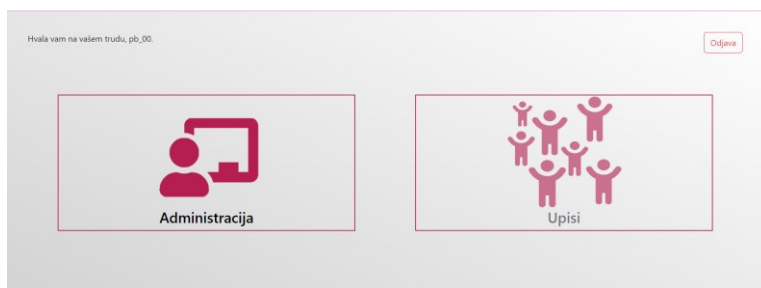 Hvala vam na vašem trudu, pb_00.
Odjava
Administracija
Upisi